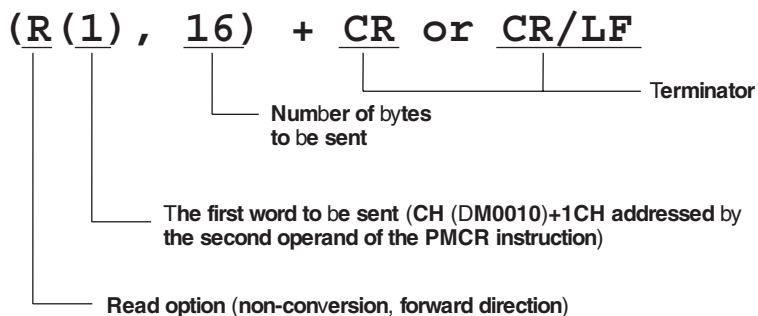 (R(1), 16) + CR or CR/LF
Terminator
Number of bytes
to be sent
The first word to be sent (CH (DM0010)+1CH addressed by
the second operand of the PMCR instruction)
Read option (non-conversion, forward direction)